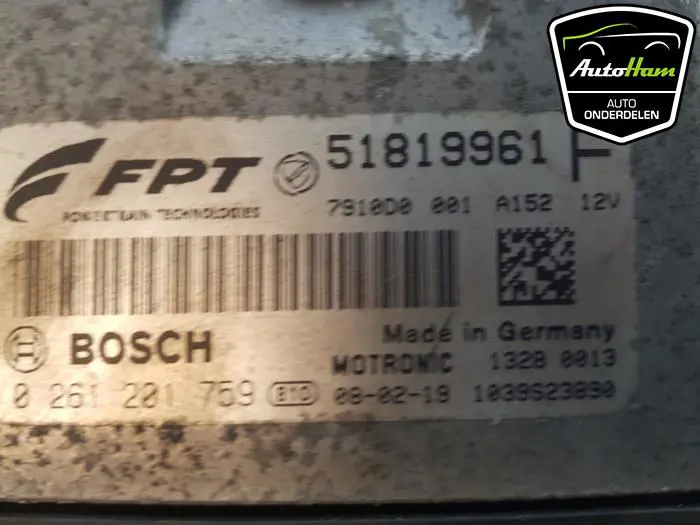 AutoHam
AUTO
ONDERDELEN
FPT 51819961 F
POWERTRAIN TECHNOLOGIES 7910D0 001 A152 12V
BOSCH Made in Germany
MOTRONIC 1328 0013
0 261 201 759 BTO 08-02-19 1039S23890